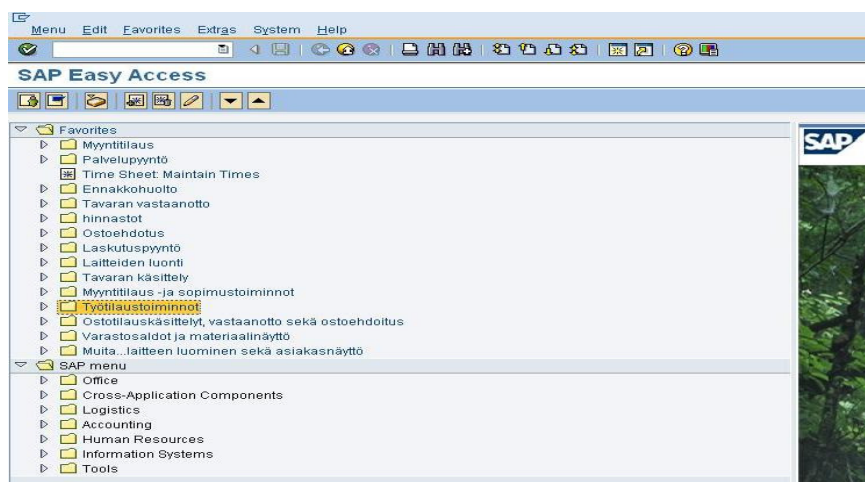 Menu Edit Favorites Extras System Help
SAP Easy Access
Favorites
Myyntitilaus
Palvelupyyntö
Time Sheet: Maintain Times
Ennakkohuolto
Tavaran vastaanotto
hinnastot
Ostoehdotus
Laskutuspyyntö
Laitteiden luonti
Tavaran käsittely
Myyntitilaus -ja sopimustoiminnot
Työtilaustoiminnot
Ostotilauskäsittelyt, vastaanotto sekä ostoehdoitus
Varastosaldot ja materiaalinäyttö
Muita...laitteen luominen sekä asiakasnäyttö
SAP menu
Office
Cross-Application Components
Logistics
Accounting
Human Resources
Information Systems
Tools
SAP